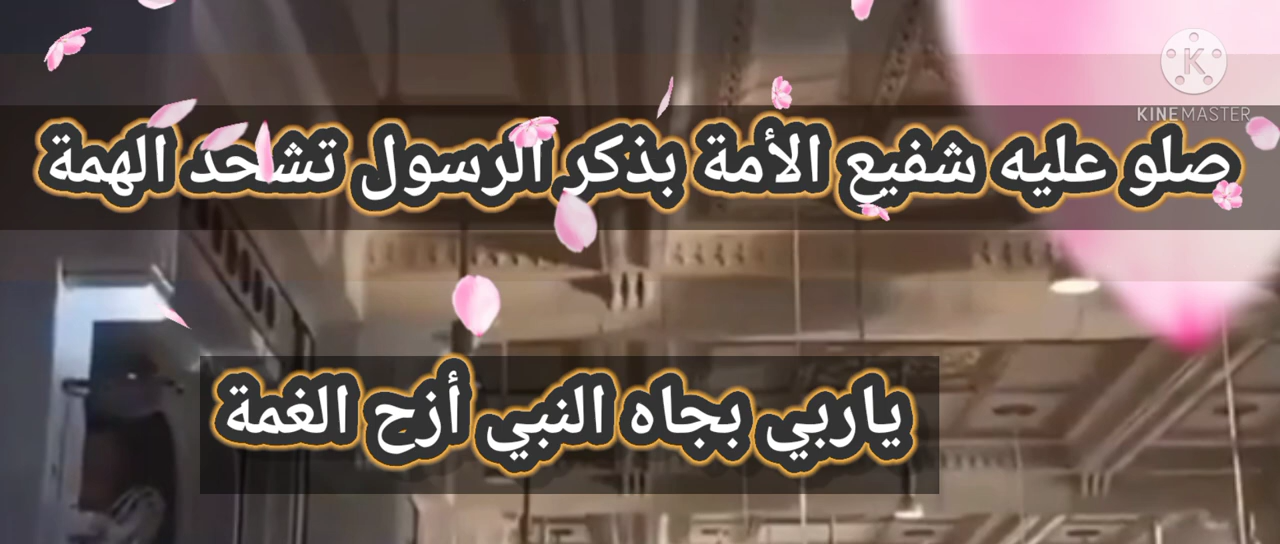 صلو عليه شفيع الأمة بذكر الرسول تشحد الهمة
ياربي بجاه النبي أزح الغمة
KINEMASTER